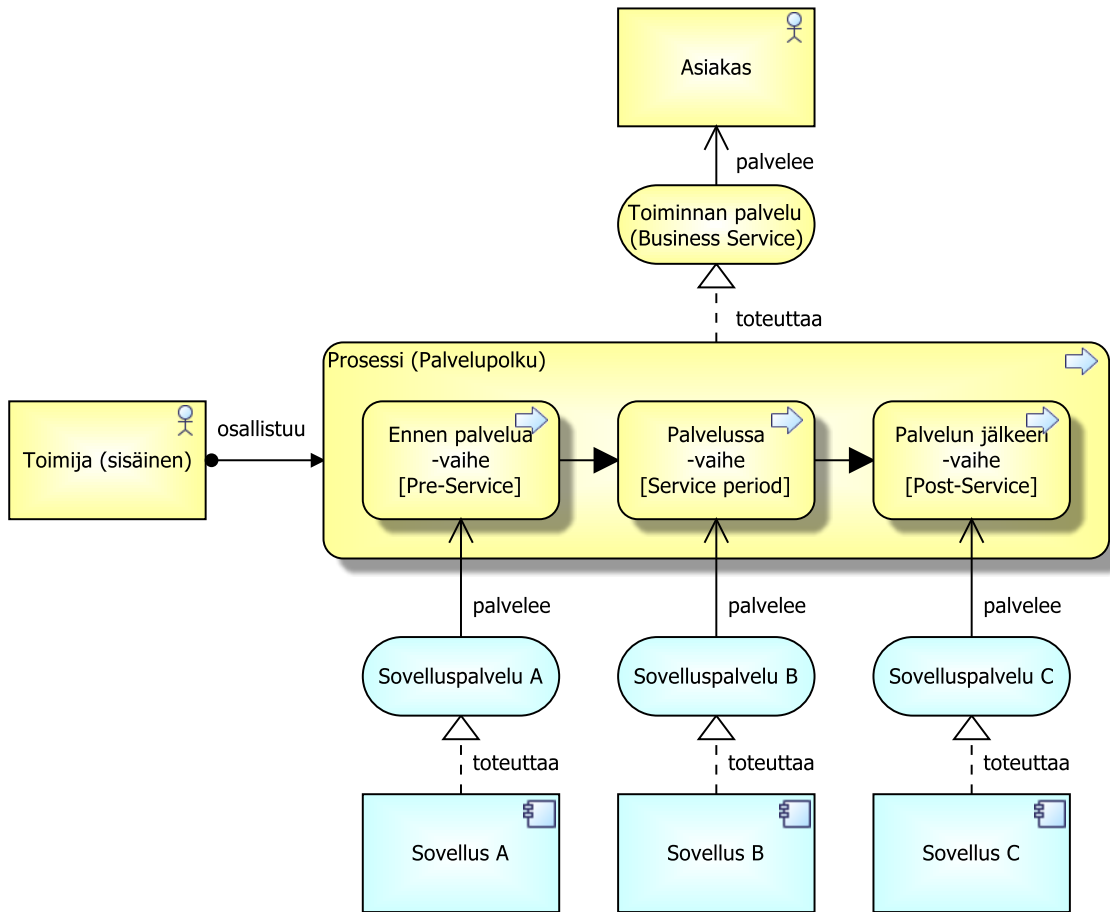 Asiakas
palvelee
Toiminnan palvelu
(Business Service)
toteuttaa
Prosessi (Palvelupolku)
Toimija (sisäinen)
osallistuu
Ennen palvelua
-vaihe
[Pre-Service]
Palvelussa
-vaihe
[Service period]
Palvelun jälkeen
-vaihe
[Post-Service]
palvelee
palvelee
palvelee
Sovelluspalvelu A
Sovelluspalvelu B
Sovelluspalvelu C
toteuttaa
toteuttaa
toteuttaa
Sovellus A
Sovellus B
Sovellus C